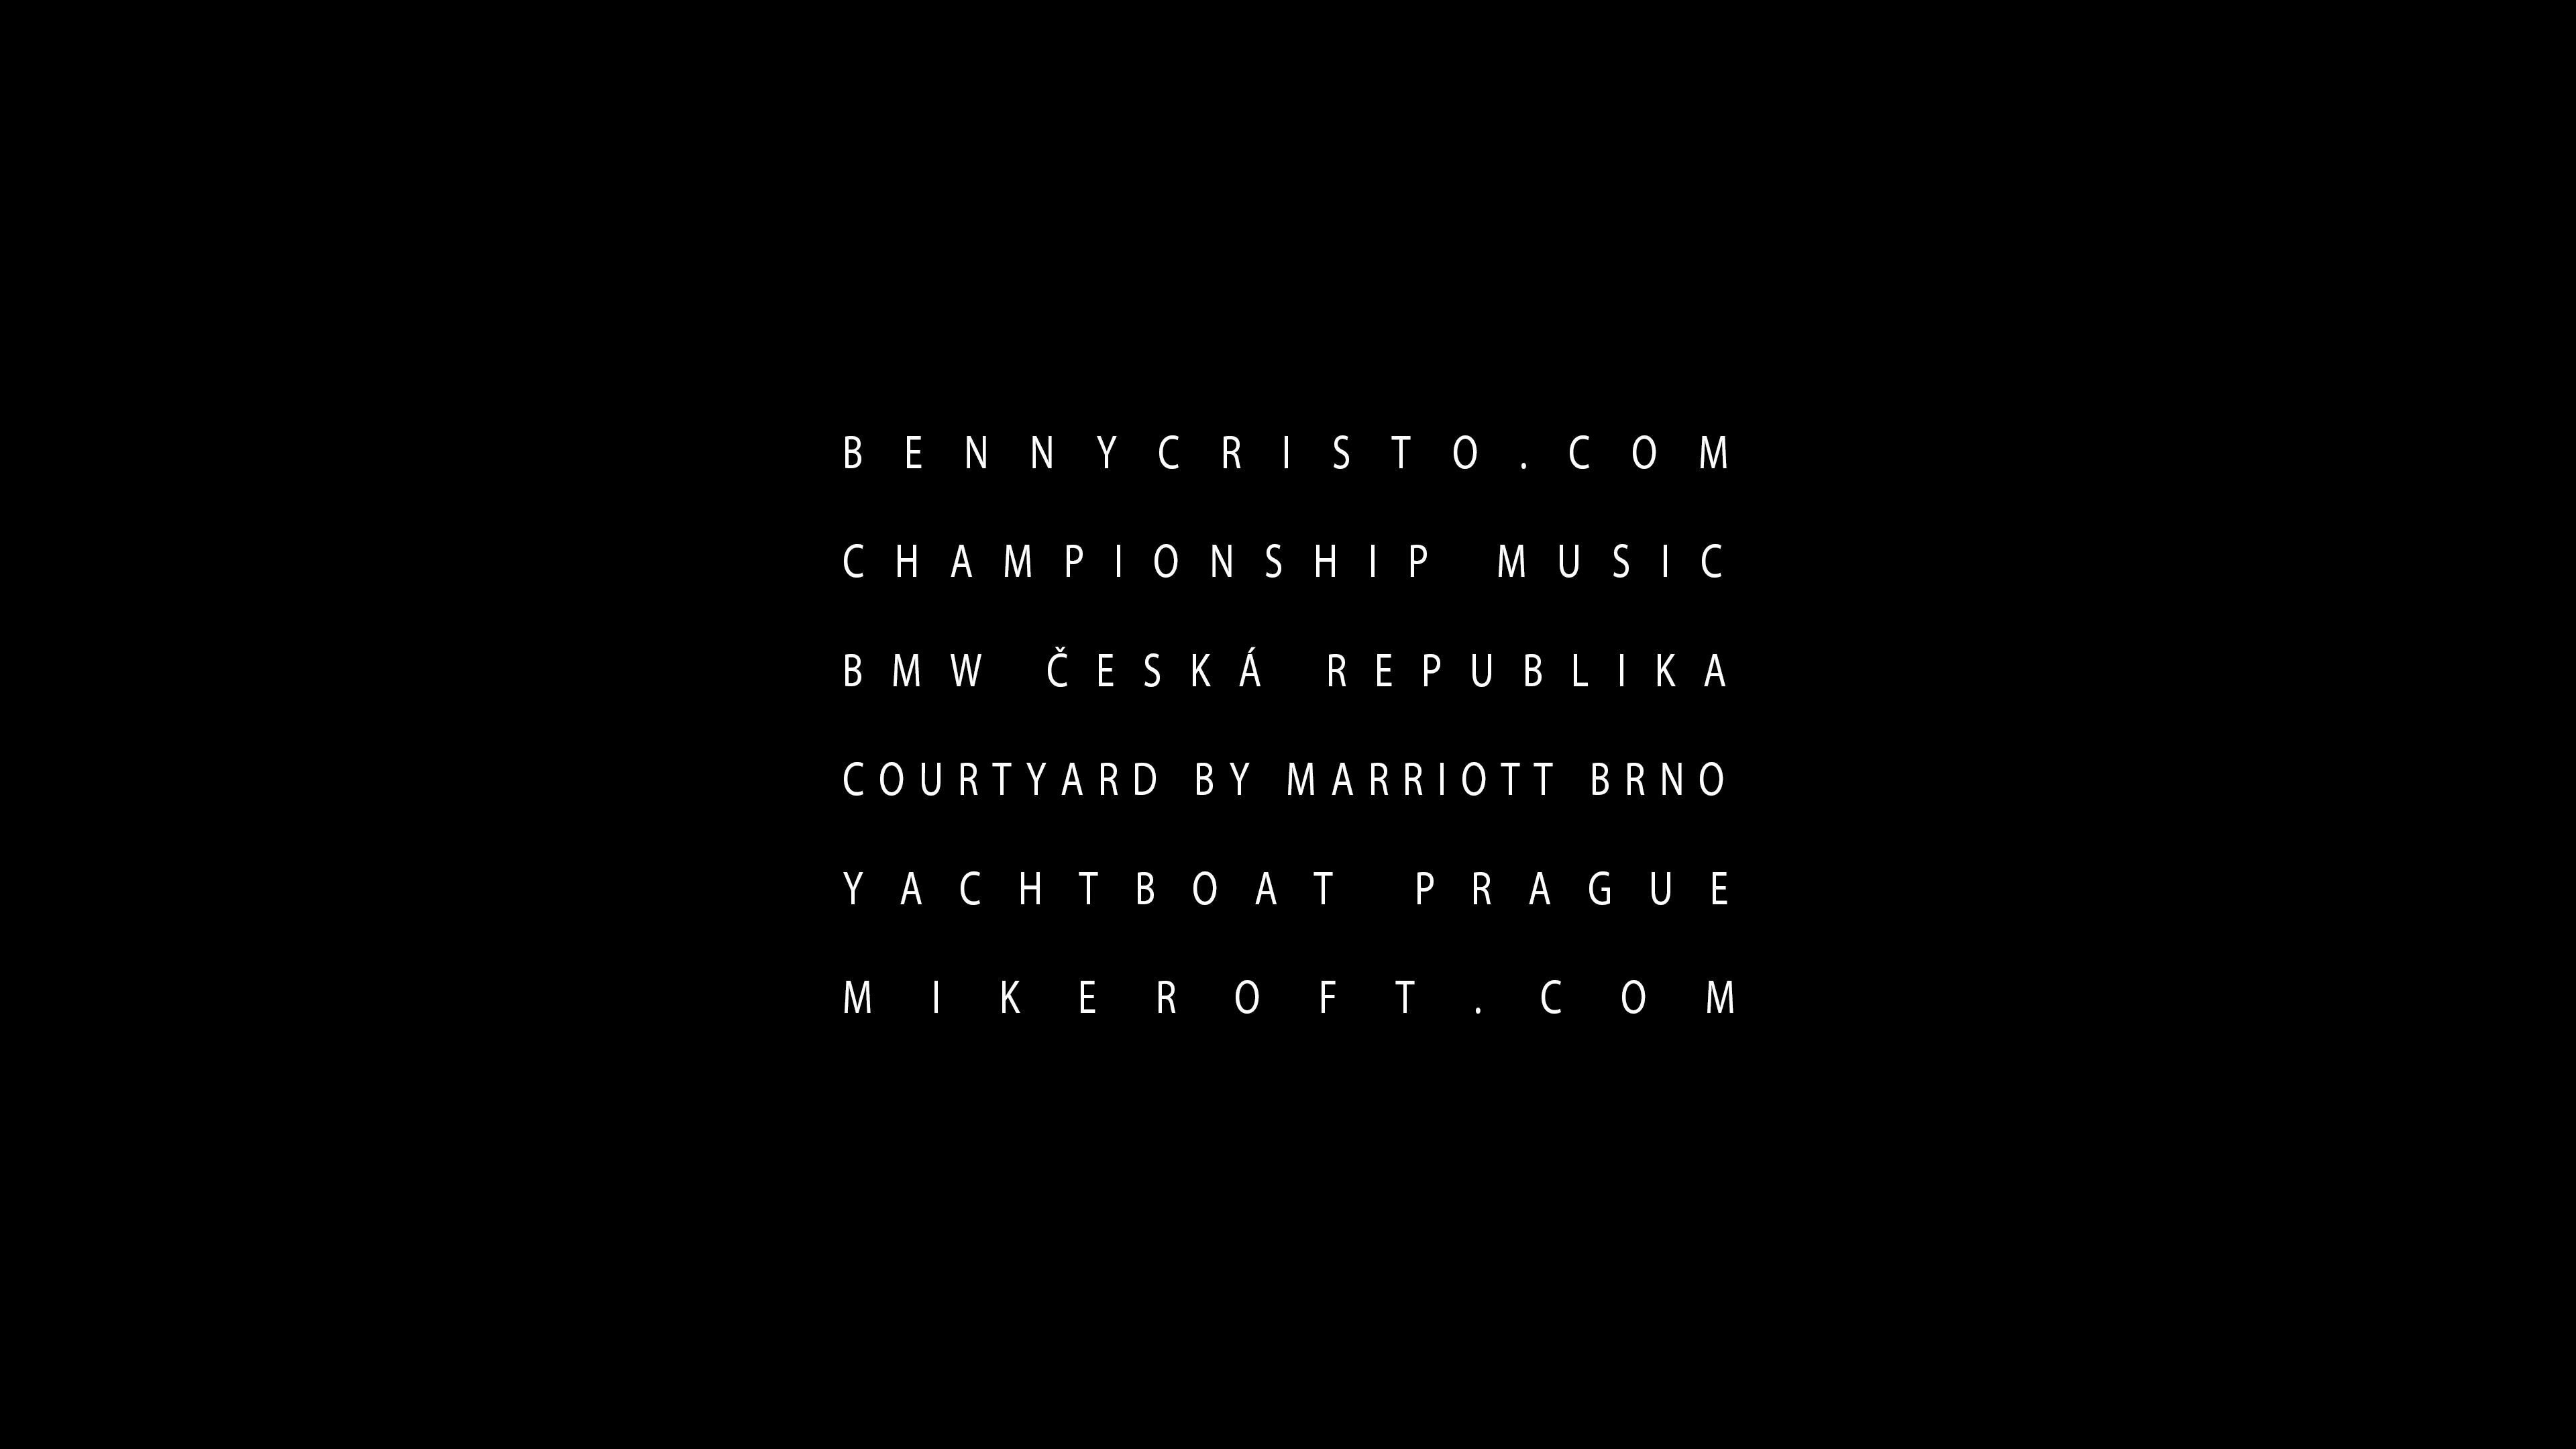 BENNYCRISTO.COM
CHAMPIONSHIP MUSIC
BMW ČESKÁ REPUBLIKA
COURTYARD BY MARRIOTT BRNO
YACHTBOAT PRAGUE
MIKEROFT.COM